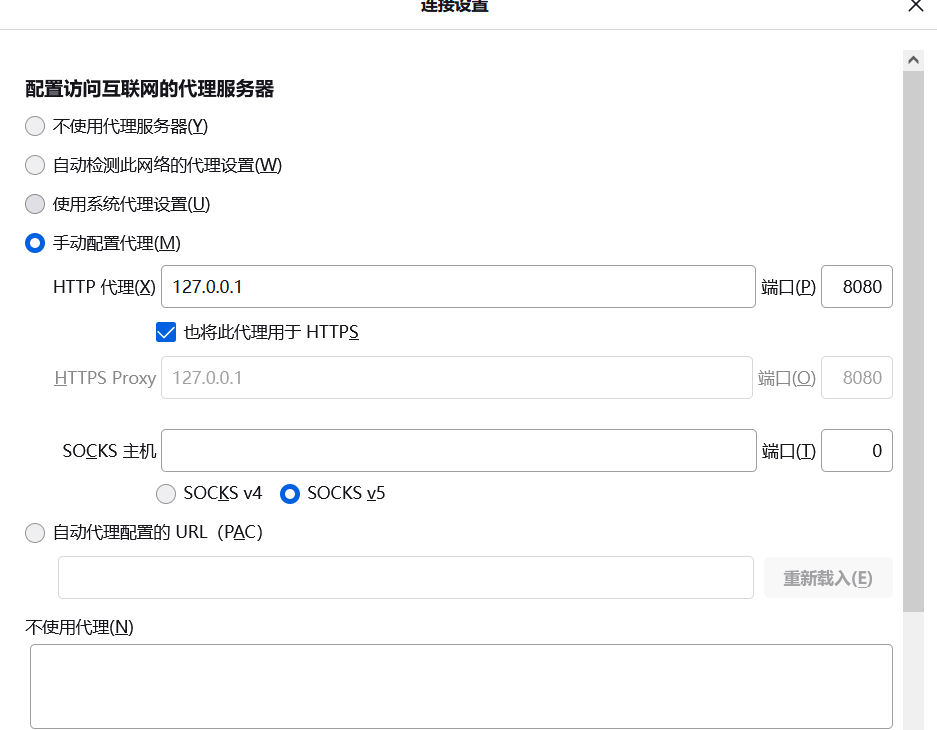 连接设置
配置访问互联网的代理服务器
不使用代理服务器(Y)
自动检测此网络的代理设置(W)
使用系统代理设置(U)
手动配置代理(M)
HTTP 代理(X) 127.0.0.1 端口(P) 8080
也将此代理用于 HTTPS
HTTPS Proxy 127.0.0.1 端口(O) 8080
SOCKS 主机 端口(T) 0
SOCKS v4 SOCKS v5
自动代理配置的 URL（PAC）
重新载入(E)
不使用代理(N)